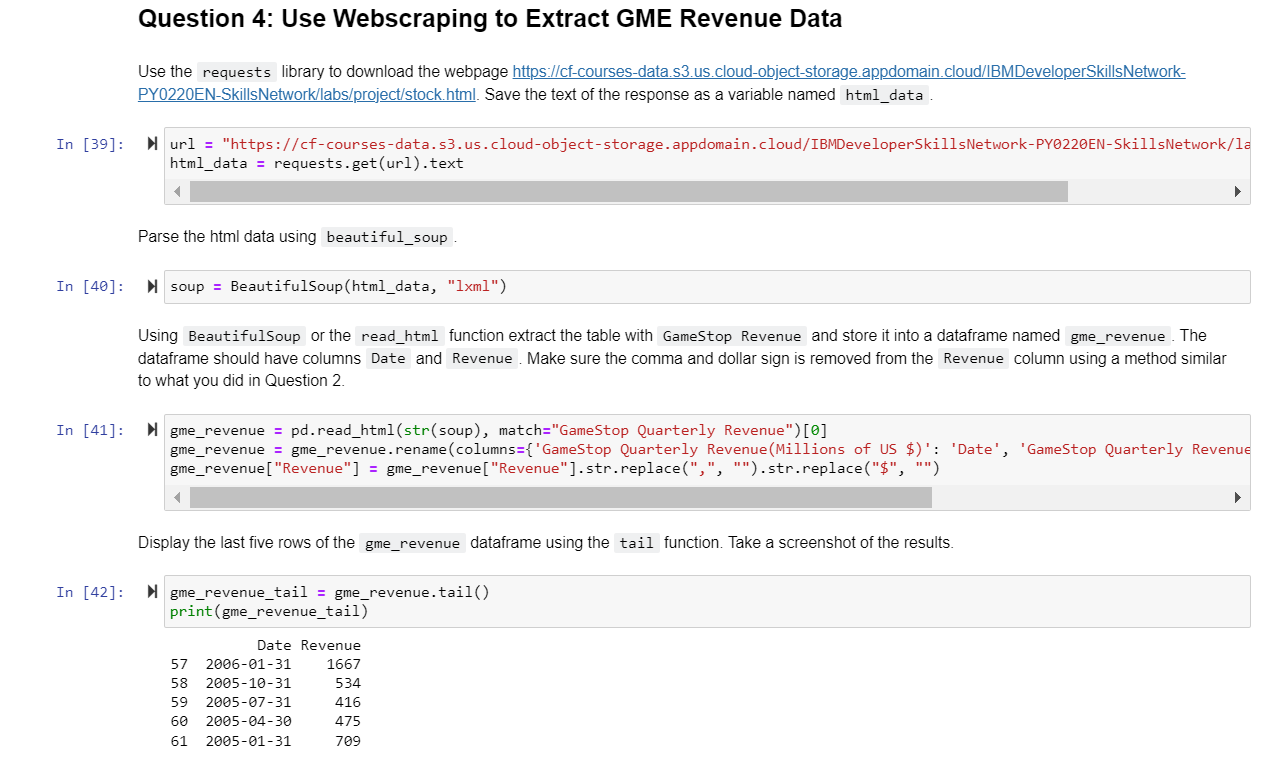 Question 4: Use Webscraping to Extract GME Revenue Data
Use the requests library to download the webpage https://cf-courses-data.s3.us.cloud-object-storage.appdomain.cloud/IBMDeveloperSkillsNetwork-
PY0220EN-SkillsNetwork/labs/project/stock.html. Save the text of the response as a variable named html_data.
In [39]: url = "https://cf-courses-data.s3.us.cloud-object-storage.appdomain.cloud/IBMDeveloperSkillsNetwork-PY0220EN-SkillsNetwork/la
html_data = requests.get(url).text
Parse the html data using beautiful_soup.
In [40]: soup = BeautifulSoup(html_data, "lxml")
Using BeautifulSoup or the read_html function extract the table with GameStop Revenue and store it into a dataframe named gme_revenue. The
dataframe should have columns Date and Revenue. Make sure the comma and dollar sign is removed from the Revenue column using a method similar
to what you did in Question 2.
In [41]: gme_revenue = pd.read_html(str(soup), match="GameStop Quarterly Revenue")[0]
gme_revenue = gme_revenue.rename(columns={'GameStop Quarterly Revenue(Millions of US $)': 'Date', 'GameStop Quarterly Revenue
gme_revenue["Revenue"] = gme_revenue["Revenue"].str.replace(",", "").str.replace("$", "")
Display the last five rows of the gme_revenue dataframe using the tail function. Take a screenshot of the results.
In [42]: gme_revenue_tail = gme_revenue.tail()
print(gme_revenue_tail)
Date Revenue
57 2006-01-31 1667
58 2005-10-31 534
59 2005-07-31 416
60 2005-04-30 475
61 2005-01-31 709